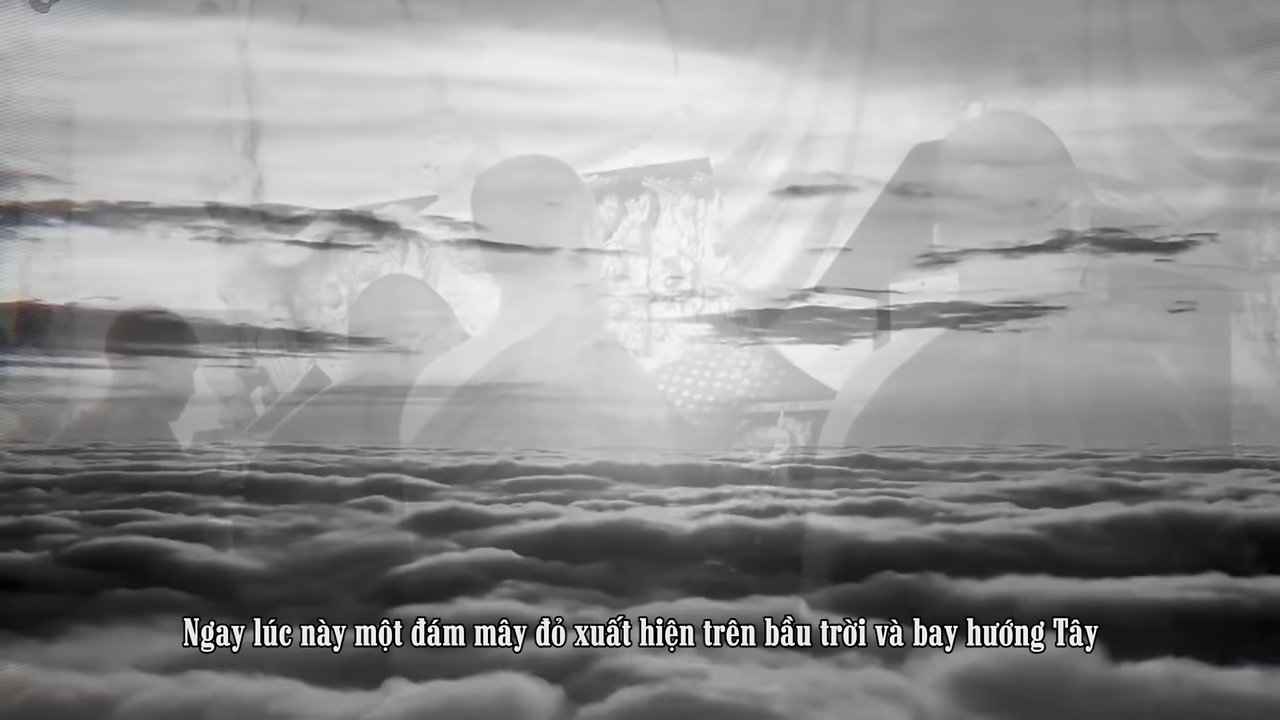 Ngay lúc này một đám mây đỏ xuất hiện trên bầu trời và bay hướng Tây